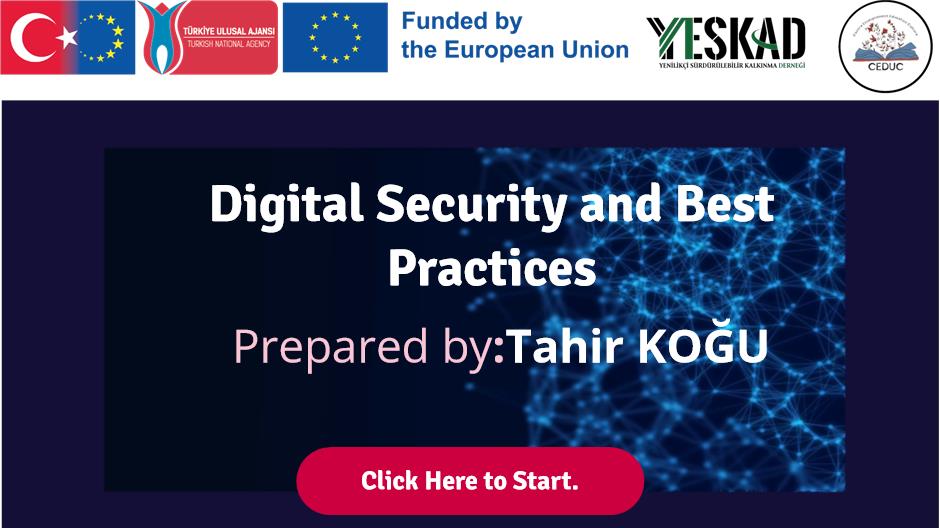 TÜRKİYE ULUSAL AJANSI
TURKISH NATIONAL AGENCY
Funded by
the European Union
YESKAD
YENİLİKÇİ SÜRDÜRÜLEBİLİR KALKINMA DERNEĞİ
CEDUC
Digital Security and Best
Practices
Prepared by:Tahir KOĞU
Click Here to Start.